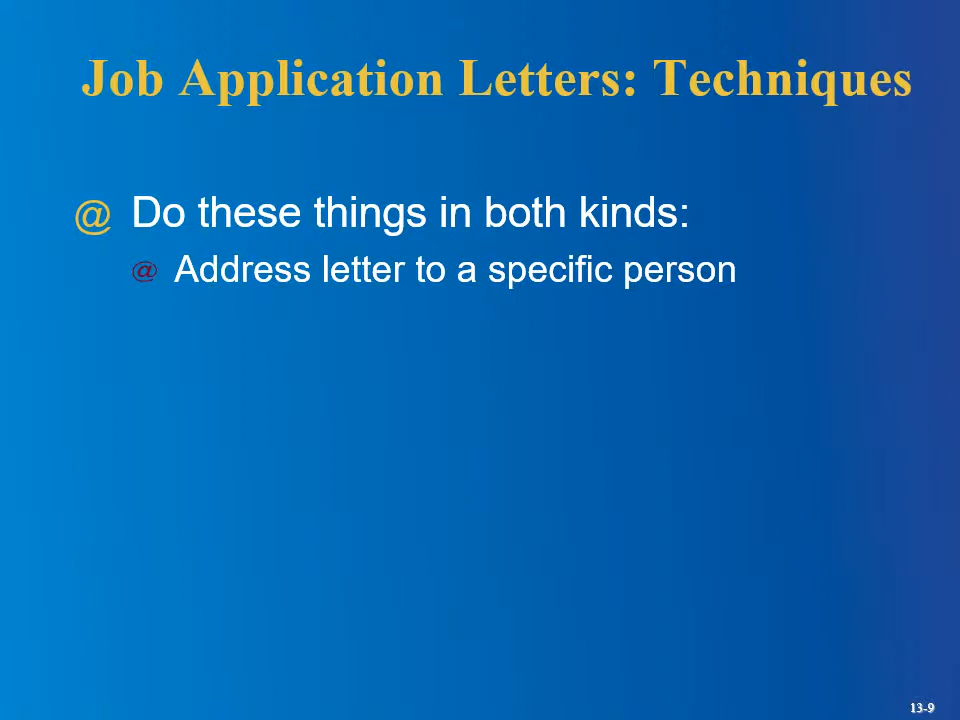 Job Application Letters: Techniques
@ Do these things in both kinds:
@ Address letter to a specific person
13-9